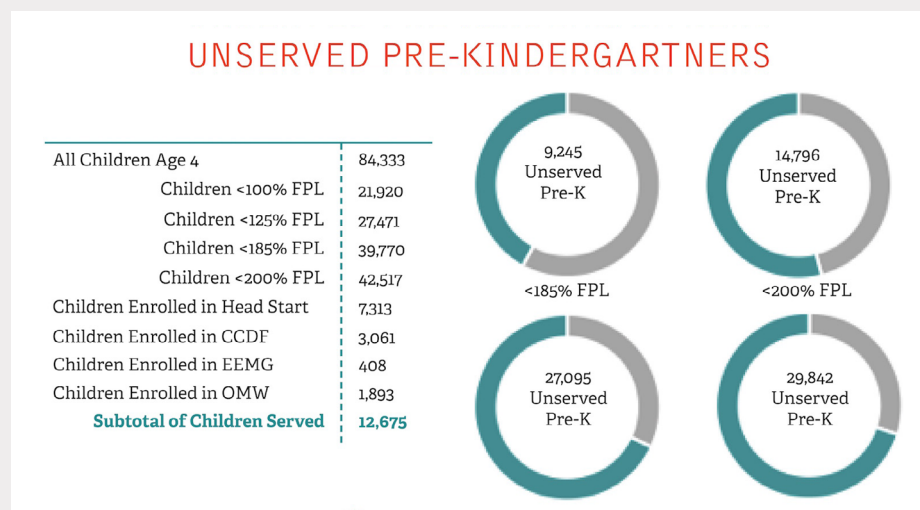 UNSERVED PRE-KINDERGARTNERS
All Children Age 4 84,333
Children <100% FPL 21,920
Children <125% FPL 27,471
Children <185% FPL 39,770
Children <200% FPL 42,517
Children Enrolled in Head Start 7,313
Children Enrolled in CCDF 3,061
Children Enrolled in EEMG 408
Children Enrolled in OMW 1,893
Subtotal of Children Served 12,675
9,245
Unserved
Pre-K
14,796
Unserved
Pre-K
<185% FPL
<200% FPL
27,095
Unserved
Pre-K
29,842
Unserved
Pre-K